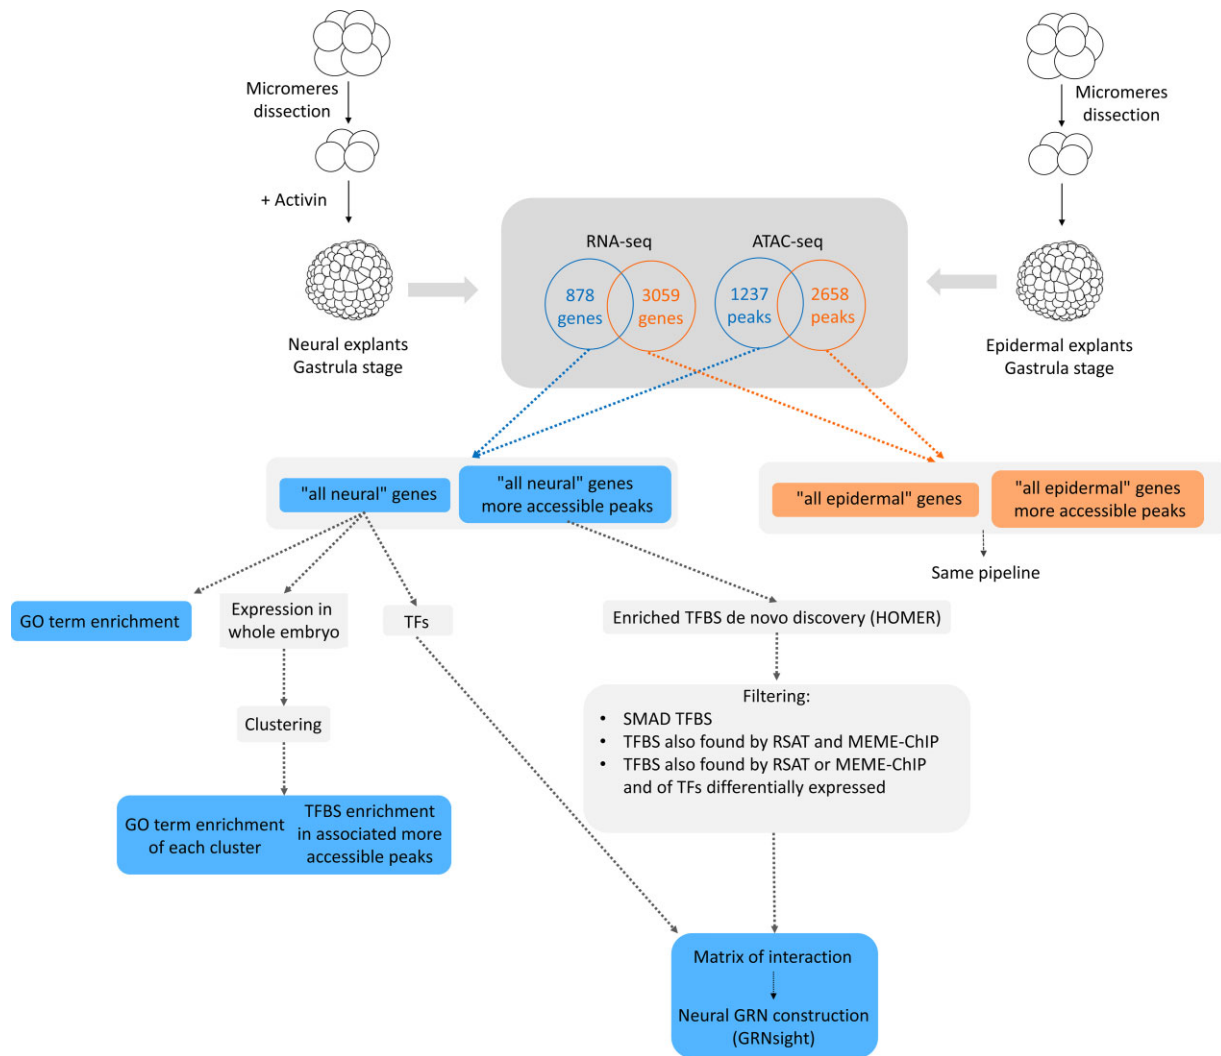 Micromeres
dissection
+ Activin
Neural explants
Gastrula stage
Micromeres
dissection
Epidermal explants
Gastrula stage
RNA-seq
ATAC-seq
878
genes
3059
genes
1237
peaks
2658
peaks
"all neural" genes
"all neural" genes
more accessible peaks
"all epidermal" genes
"all epidermal" genes
more accessible peaks
Same pipeline
GO term enrichment
Expression in
whole embryo
TFs
Enriched TFBS de novo discovery (HOMER)
Clustering
Filtering:
• SMAD TFBS
• TFBS also found by RSAT and MEME-ChIP
• TFBS also found by RSAT or MEME-ChIP
and of TFs differentially expressed
GO term enrichment
of each cluster
TFBS enrichment
in associated more
accessible peaks
Matrix of interaction
Neural GRN construction
(GRNsight)